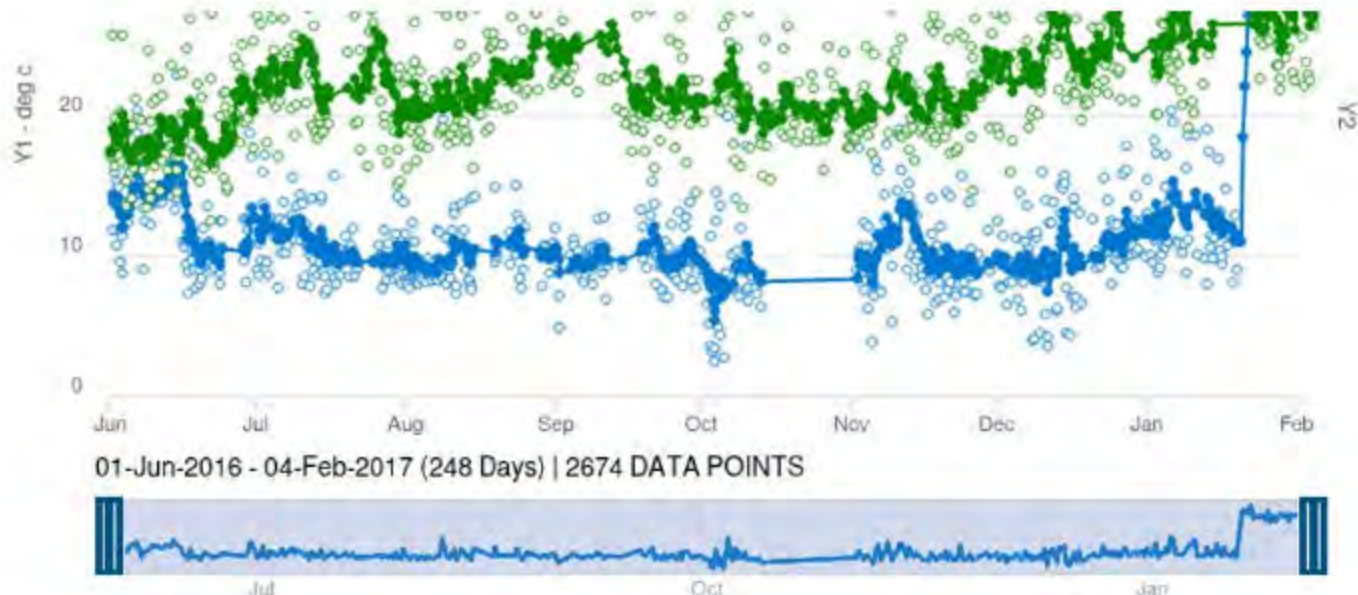 Y1 - deg c
20
10
0
Y2
Jun Jul Aug Sep Oct Nov Dec Jan Feb
01-Jun-2016 - 04-Feb-2017 (248 Days) | 2674 DATA POINTS
Jul Oct Jan